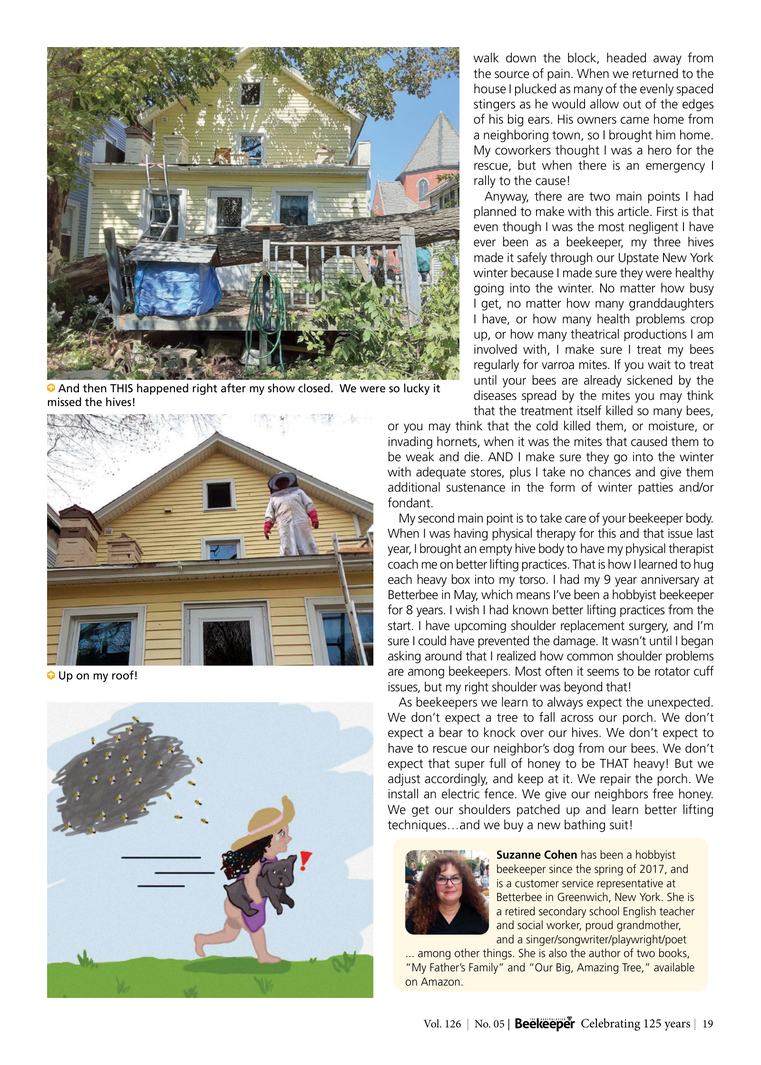 And then THIS happened right after my show closed.  We were so lucky it
missed the hives!
Up on my roof!
walk down the block, headed away from
the source of pain. When we returned to the
house I plucked as many of the evenly spaced
stingers as he would allow out of the edges
of his big ears. His owners came home from
a neighboring town, so I brought him home.
My coworkers thought I was a hero for the
rescue, but when there is an emergency I
rally to the cause!
Anyway, there are two main points I had
planned to make with this article. First is that
even though I was the most negligent I have
ever been as a beekeeper, my three hives
made it safely through our Upstate New York
winter because I made sure they were healthy
going into the winter. No matter how busy
I get, no matter how many granddaughters
I have, or how many health problems crop
up, or how many theatrical productions I am
involved with, I make sure I treat my bees
regularly for varroa mites. If you wait to treat
until your bees are already sickened by the
diseases spread by the mites you may think
that the treatment itself killed so many bees,
or you may think that the cold killed them, or moisture, or
invading hornets, when it was the mites that caused them to
be weak and die. AND I make sure they go into the winter
with adequate stores, plus I take no chances and give them
additional sustenance in the form of winter patties and/or
fondant.
My second main point is to take care of your beekeeper body.
When I was having physical therapy for this and that issue last
year, I brought an empty hive body to have my physical therapist
coach me on better lifting practices. That is how I learned to hug
each heavy box into my torso. I had my 9 year anniversary at
Betterbee in May, which means I've been a hobbyist beekeeper
for 8 years. I wish I had known better lifting practices from the
start. I have upcoming shoulder replacement surgery, and I'm
sure I could have prevented the damage. It wasn't until I began
asking around that I realized how common shoulder problems
are among beekeepers. Most often it seems to be rotator cuff
issues, but my right shoulder was beyond that!
As beekeepers we learn to always expect the unexpected.
We don't expect a tree to fall across our porch. We don't
expect a bear to knock over our hives. We don't expect to
have to rescue our neighbor's dog from our bees. We don't
expect that super full of honey to be THAT heavy! But we
adjust accordingly, and keep at it. We repair the porch. We
install an electric fence. We give our neighbors free honey.
We get our shoulders patched up and learn better lifting
techniques…and we buy a new bathing suit!
Suzanne Cohen has been a hobbyist
beekeeper since the spring of 2017, and
is a customer service representative at
Betterbee in Greenwich, New York. She is
a retired secondary school English teacher
and social worker, proud grandmother,
and a singer/songwriter/playwright/poet
... among other things. She is also the author of two books,
"My Father's Family" and "Our Big, Amazing Tree," available
on Amazon.
Vol. 126 | No. 05 | Beekeeper Celebrating 125 years | 19